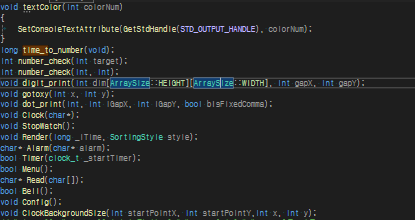 void textColor(int colorNum)
{
SetConsoleTextAttribute(GetStdHandle(STD_OUTPUT_HANDLE), colorNum);
}
long time_to_number(void);
int number_check(int target);
int number_check(int, int);
void digit_print(int dim[ArraySize::HEIGHT][ArraySize::WIDTH], int gapX, int gapY);
void gotoxy(int x, int y);
void dot_print(int, int iGapX, int iGapY, bool bisFixedComma);
void Clock(char*);
void StopWatch();
void Render(long _lTime, SortingStyle style);
char* Alarm(char* alarm);
bool Timer(clock_t _startTimer);
bool Menu();
char* Read(char[]);
bool Bell();
void Config();
void ClockBackgroundSize(int startPointX, int startPointY, int x, int y);